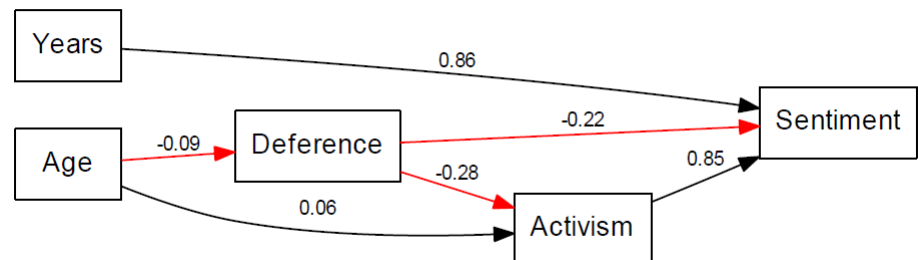 Years
0.86
Sentiment
Age
-0.09
Deference
-0.22
-0.28
0.85
0.06
Activism